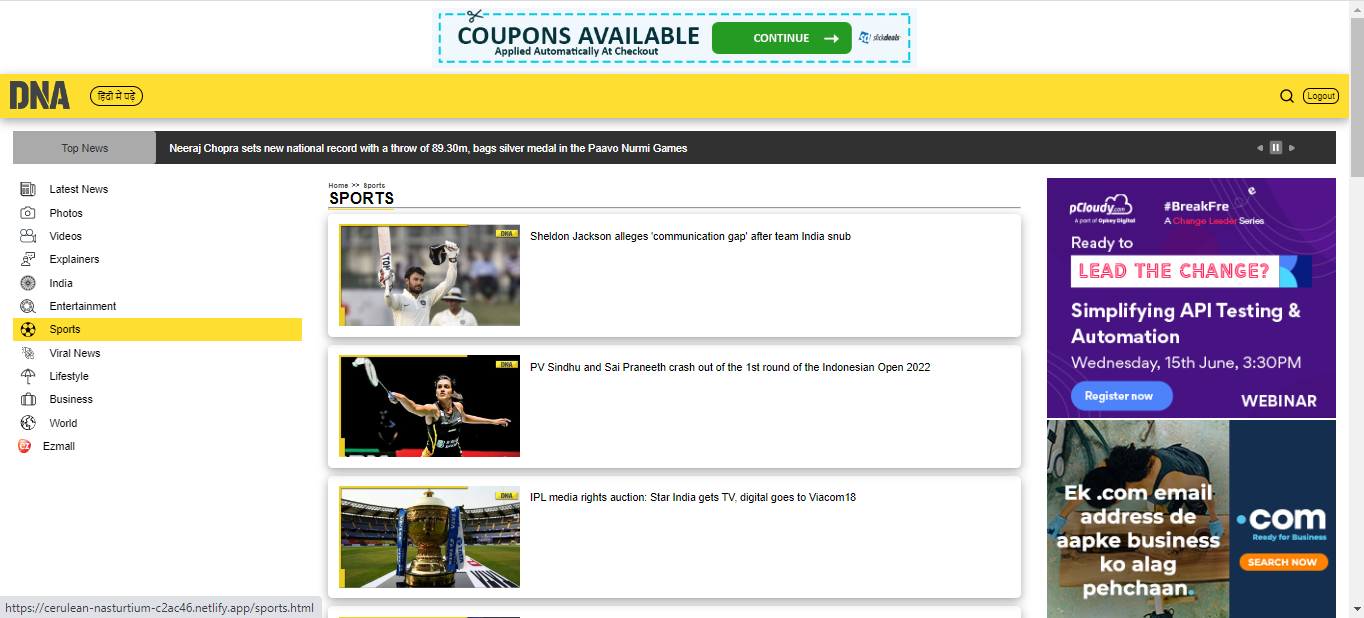 COUPONS AVAILABLE
Applied Automatically At Checkout
CONTINUE
slickdeals
DNA
हिंदी में पढ़ें
Logout
Top News
Neeraj Chopra sets new national record with a throw of 89.30m, bags silver medal in the Paavo Nurmi Games
Latest News
Photos
Videos
Explainers
India
Entertainment
Sports
Viral News
Lifestyle
Business
World
Ezmall
Home >> Sports
SPORTS
DNA
Sheldon Jackson alleges 'communication gap' after team India snub
DNA
PV Sindhu and Sai Praneeth crash out of the 1st round of the Indonesian Open 2022
DNA
IPL media rights auction: Star India gets TV, digital goes to Viacom18
pCloudy.com
A part of Opkey Digital
#BreakFre
e
A Change Leader Series
Ready to
LEAD THE CHANGE?
Simplifying API Testing &
Automation
Wednesday, 15th June, 3:30PM
Register now
WEBINAR
Ek .com email
address de
aapke business
ko alag
pehchaan.
.com
Ready for Business
SEARCH NOW
https://cerulean-nasturtium-c2ac46.netlify.app/sports.html